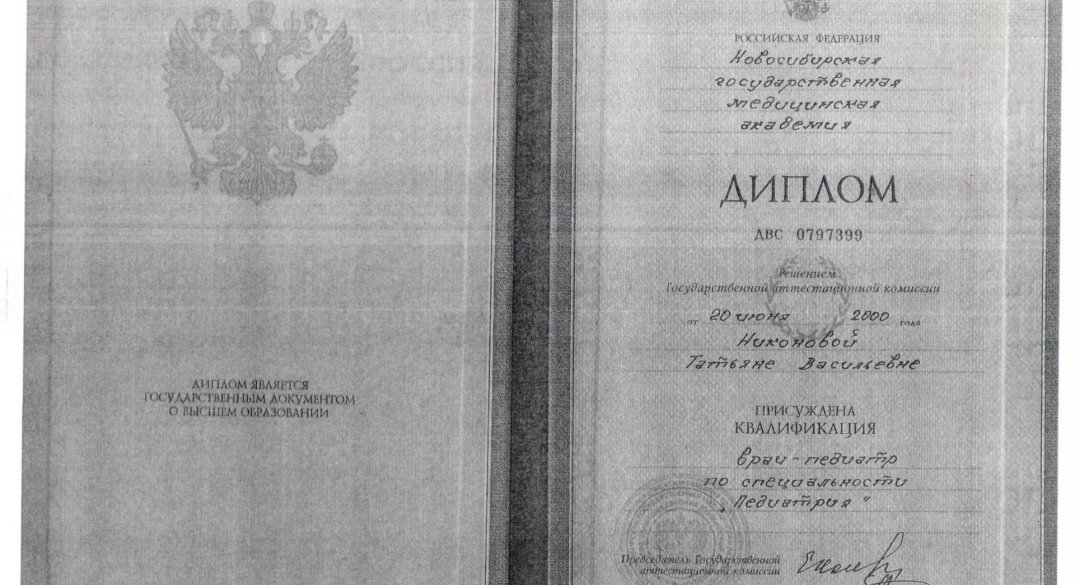 ДИПЛОМ ЯВЛЯЕТСЯ
ГОСУДАРСТВЕННЫМ ДОКУМЕНТОМ
О ВЫСШЕМ ОБРАЗОВАНИИ
РОССИЙСКАЯ ФЕДЕРАЦИЯ
Новосибирская
государственная
медицинская
академия
ДИПЛОМ
ДВС 0797399
Решением
Государственной аттестационной комиссии
от 20 июня 2000 года
Никоновой
Татьяне Васильевне
ПРИСУЖДЕНА
КВАЛИФИКАЦИЯ
врач-педиатр
по специальности
„Педиатрия"
Председатель Государственной
аттестационной комиссии